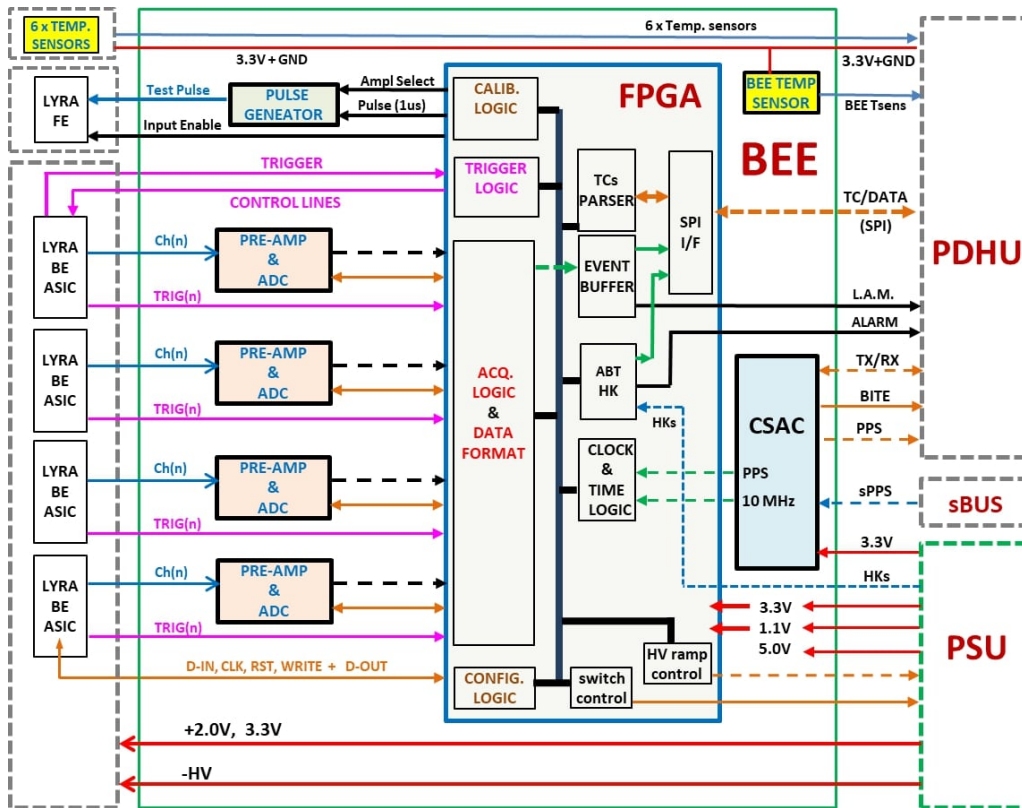 6 x TEMP.
SENSORS
6 x Temp. sensors
3.3V + GND
3.3V+GND
BEE TEMP
SENSOR
BEE Tsens
LYRA
FE
Test Pulse
PULSE
GENEATOR
Ampl Select
Pulse (1us)
Input Enable
CALIB.
LOGIC
FPGA
BEE
TRIGGER
CONTROL LINES
TRIGGER
LOGIC
TCs
PARSER
SPI
I/F
TC/DATA
(SPI)
PDHU
LYRA
BE
ASIC
Ch(n)
PRE-AMP
&
ADC
TRIG(n)
EVENT
BUFFER
L.A.M.
ALARM
LYRA
BE
ASIC
Ch(n)
PRE-AMP
&
ADC
TRIG(n)
ACQ.
LOGIC
&
DATA
FORMAT
ABT
HK
HKs
CSAC
TX/RX
BITE
PPS
LYRA
BE
ASIC
Ch(n)
PRE-AMP
&
ADC
TRIG(n)
CLOCK
&
TIME
LOGIC
PPS
10 MHz
sPPS
sBUS
3.3V
HKs
LYRA
BE
ASIC
Ch(n)
PRE-AMP
&
ADC
TRIG(n)
3.3V
1.1V
5.0V
PSU
HV ramp
control
D-IN, CLK, RST, WRITE + D-OUT
CONFIG.
LOGIC
switch
control
+2.0V, 3.3V
-HV